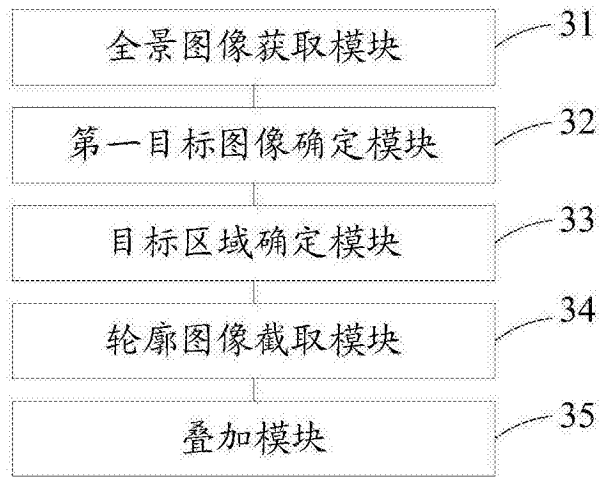 全景图像获取模块 31
第一目标图像确定模块 32
目标区域确定模块 33
轮廓图像截取模块 34
叠加模块 35